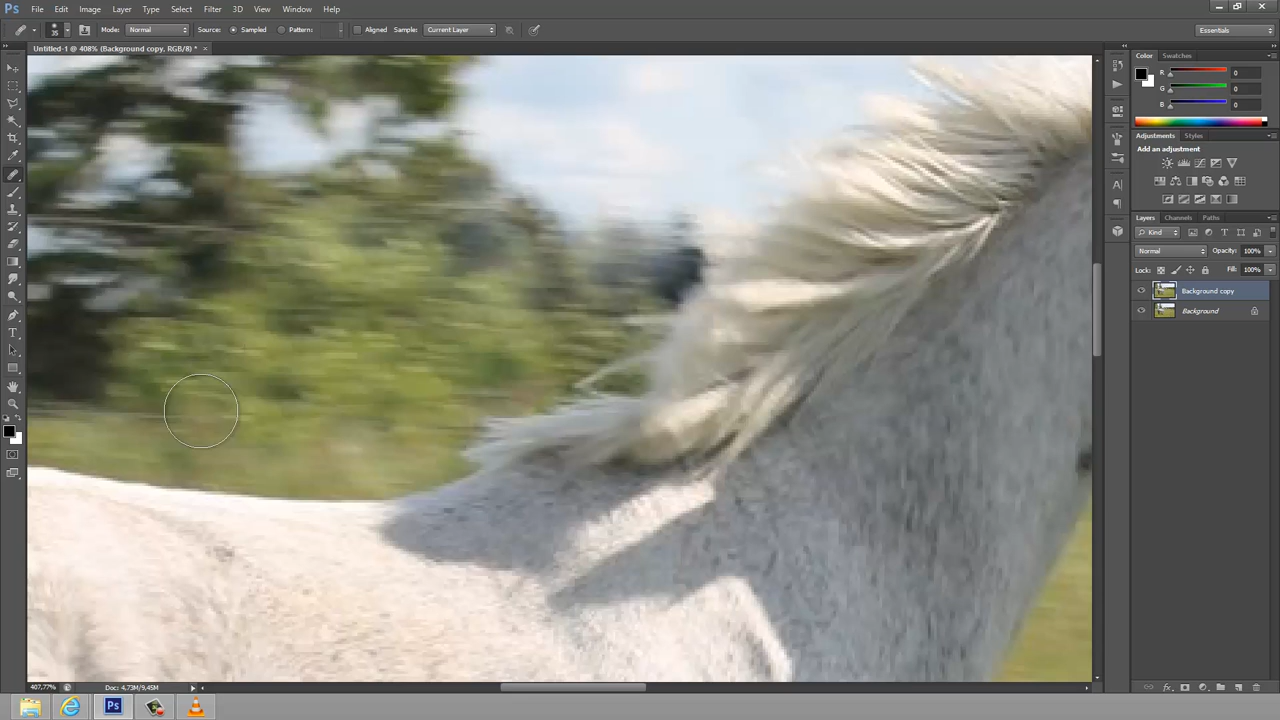 Ps File Edit Image Layer Type Select Filter 3D View Window Help
35 Mode: Normal Source: Sampled Pattern: Aligned Sample: Current Layer Essentials
Untitled-1 @ 408% (Background copy, RGB/8) * ×
Color Swatches
R 0
G 0
B 0
Adjustments Styles
Add an adjustment
Layers Channels Paths
Kind
Normal Opacity: 100%
Lock: Fill: 100%
Background copy
Background
407,77% Doc: 4,73M/9,45M
Ps